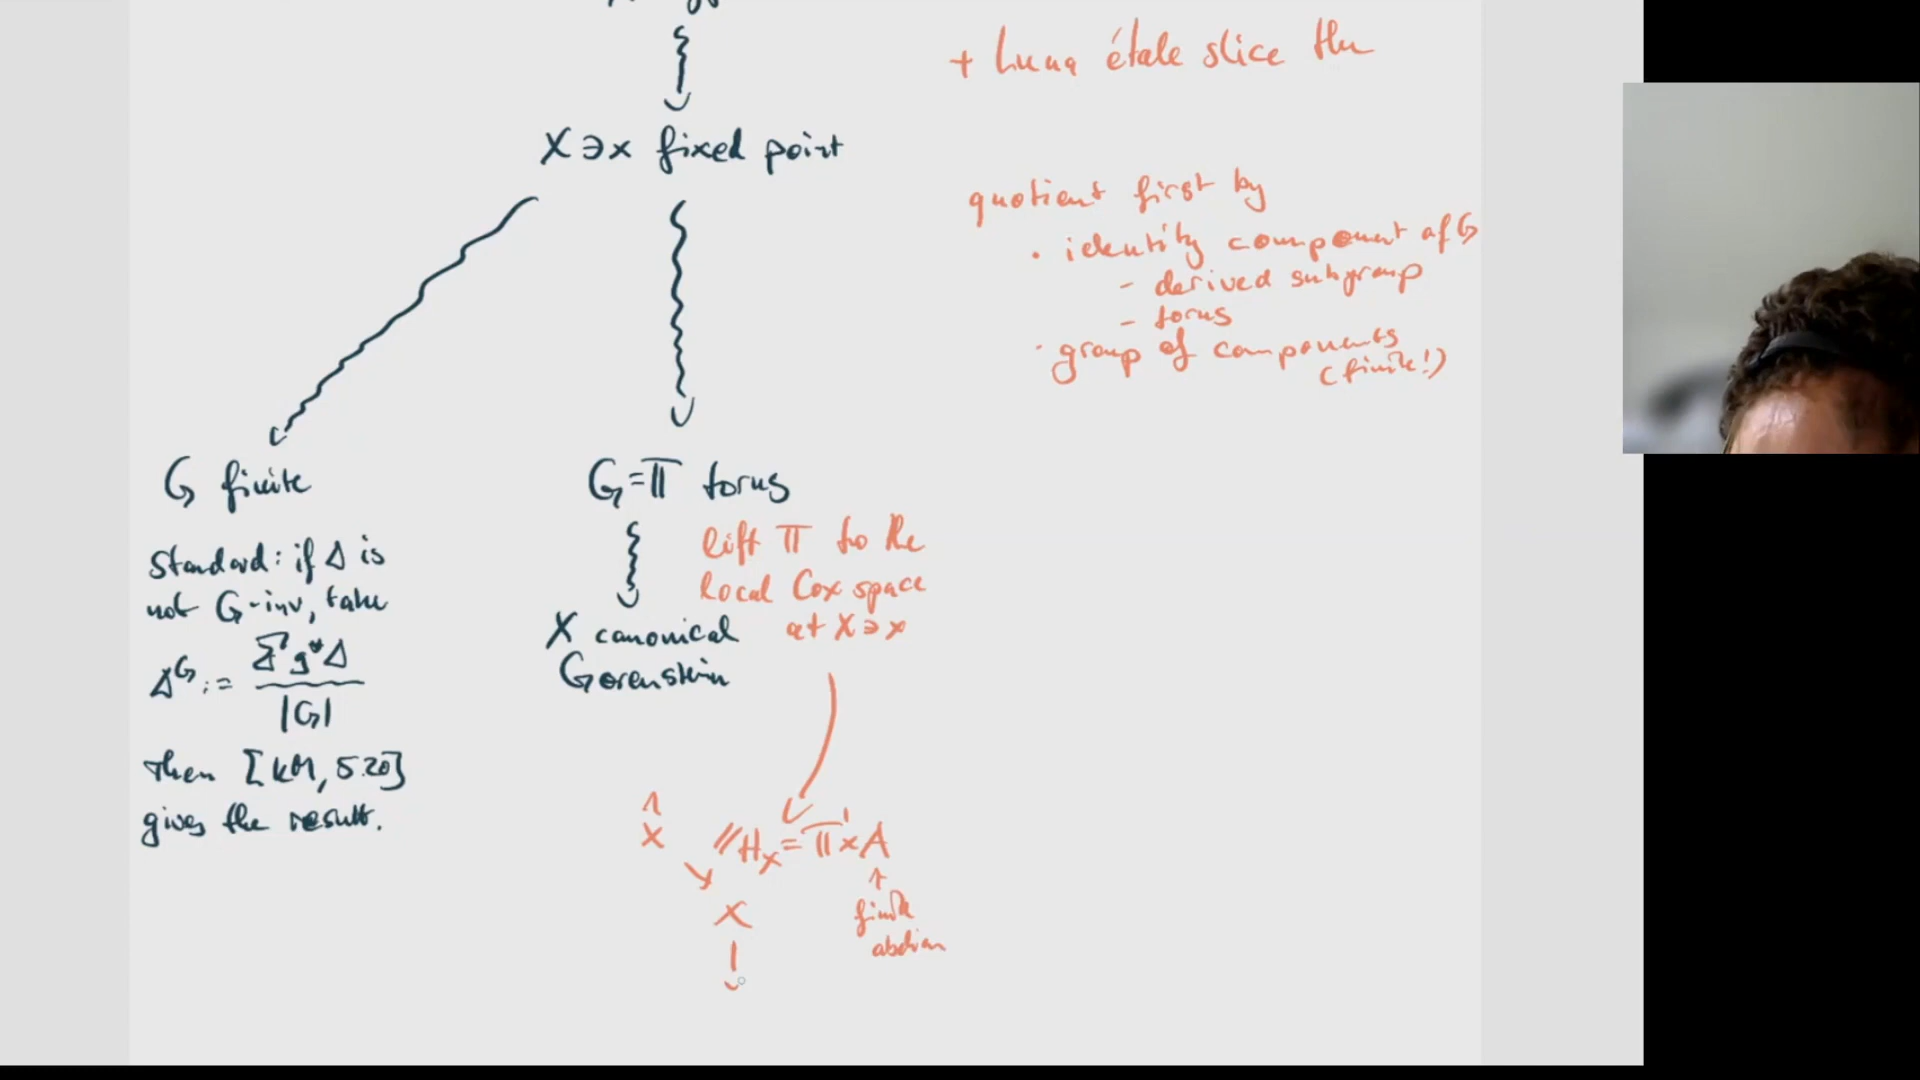 + Luna étale slice thm
X ∋ x fixed point
quotient first by
• identity component of G
- derived subgroup
- torus
• group of components
(finite!)
G finite
Standard: if Δ is
not G-inv, take
Δ^G := Σ g*Δ / |G|
then [KM, 5.20]
gives the result.
G = 𝕋 torus
lift 𝕋 to the
local Cox space
at X ∋ x
X canonical
Gorenstein
X̂ //H_X = 𝕋' × A
↑
finite
abelian
X